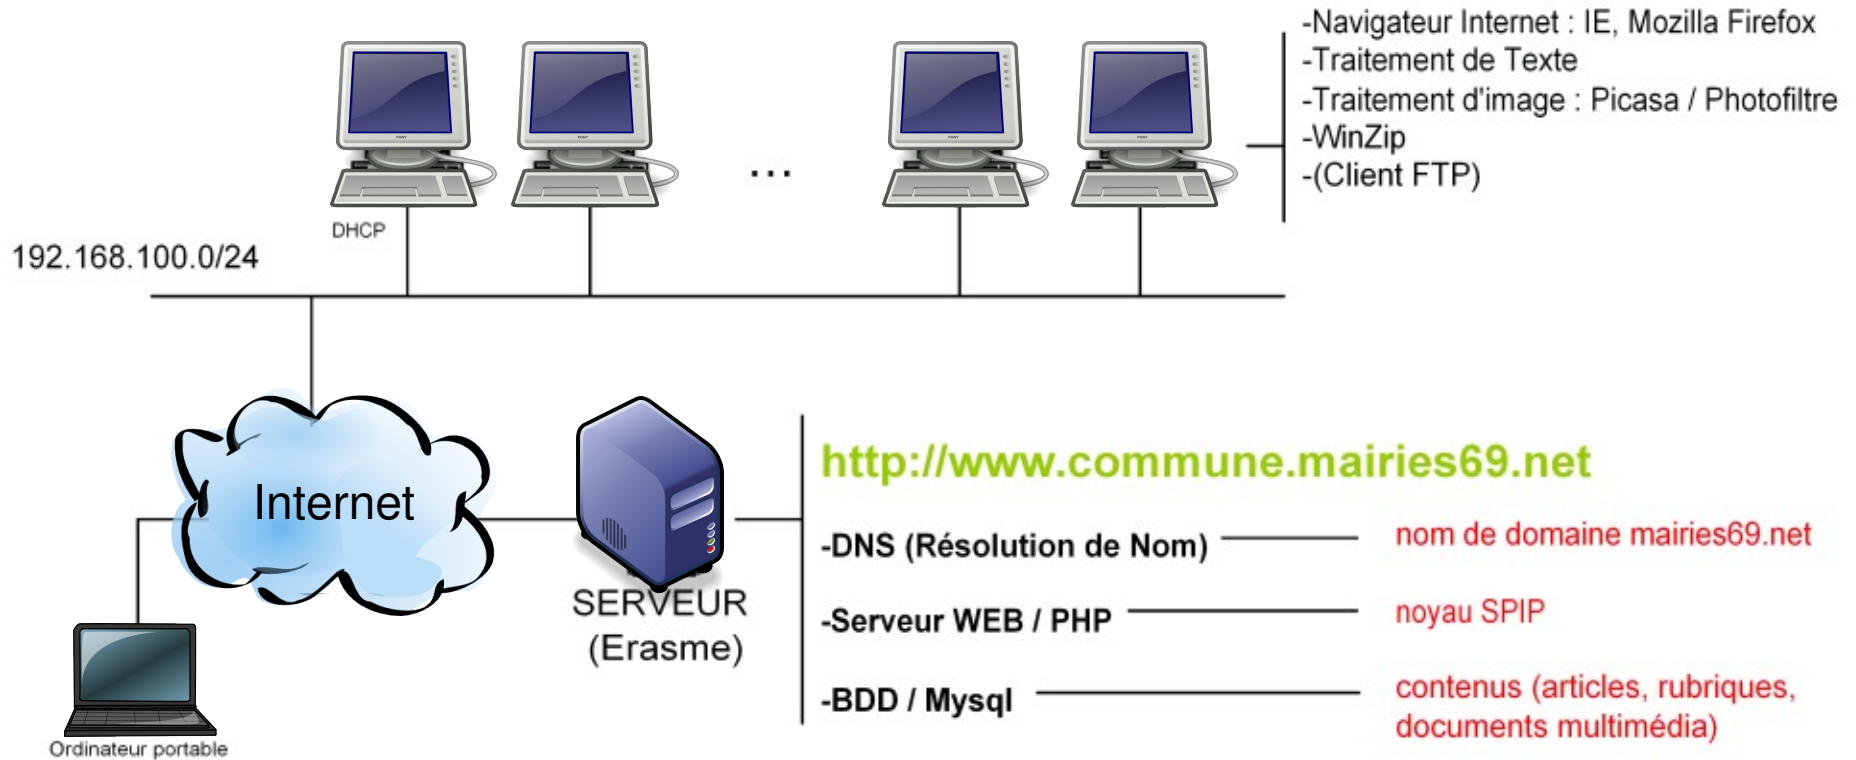 -Navigateur Internet : IE, Mozilla Firefox
-Traitement de Texte
-Traitement d'image : Picasa / Photofiltre
-WinZip
-(Client FTP)
...
DHCP
192.168.100.0/24
Internet
http://www.commune.mairies69.net
-DNS (Résolution de Nom)
nom de domaine mairies69.net
SERVEUR
(Erasme)
-Serveur WEB / PHP
noyau SPIP
-BDD / Mysql
contenus (articles, rubriques,
documents multimédia)
Ordinateur portable